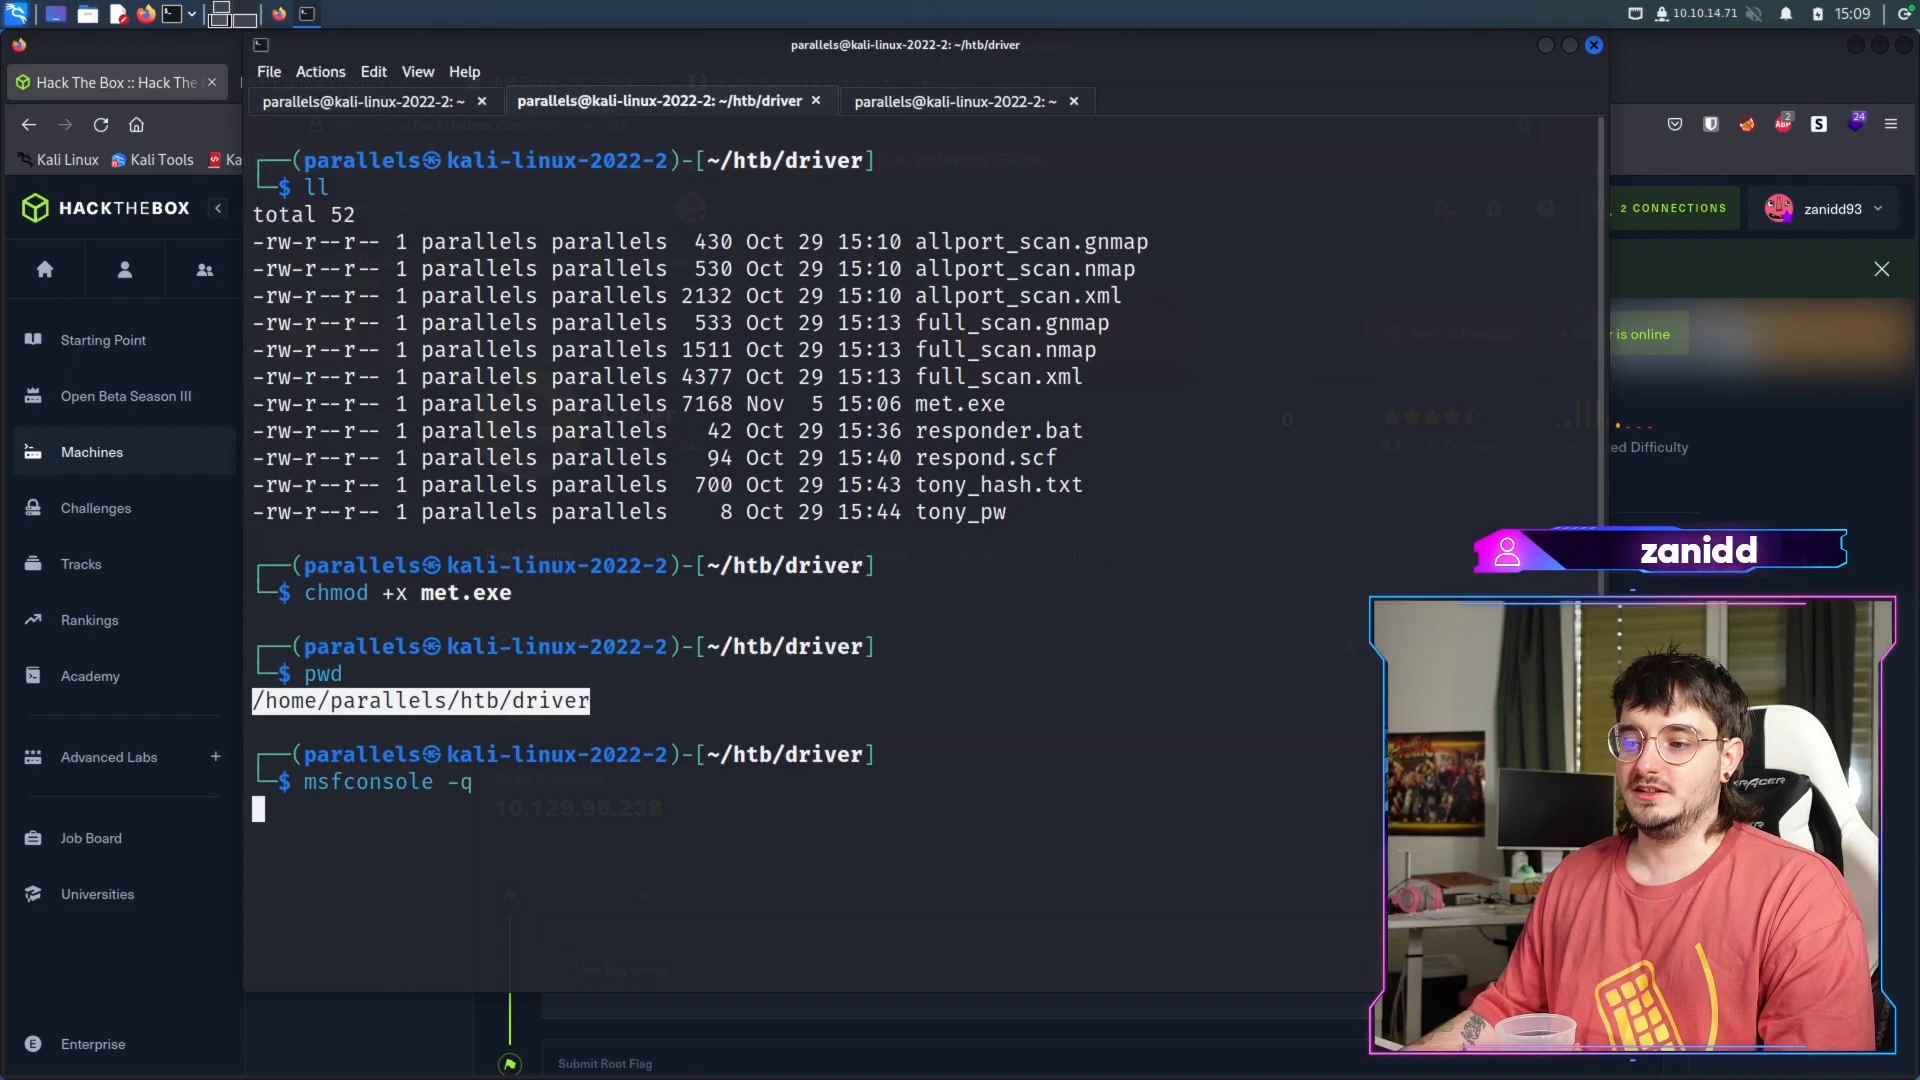 10.10.14.71
15:09
parallels@kali-linux-2022-2: ~/htb/driver
File Actions Edit View Help
Hack The Box :: Hack The
parallels@kali-linux-2022-2: ~
parallels@kali-linux-2022-2: ~/htb/driver
parallels@kali-linux-2022-2: ~
Kali Linux
Kali Tools
Ka
ABP
2
S
24
HACKTHEBOX
2 CONNECTIONS
zanidd93
Starting Point
Open Beta Season III
Machines
Challenges
Tracks
Rankings
Academy
Advanced Labs +
Job Board
Universities
E Enterprise
┌──(parallels㉿kali-linux-2022-2)-[~/htb/driver]
└─$ ll
total 52
-rw-r--r-- 1 parallels parallels  430 Oct 29 15:10 allport_scan.gnmap
-rw-r--r-- 1 parallels parallels  530 Oct 29 15:10 allport_scan.nmap
-rw-r--r-- 1 parallels parallels 2132 Oct 29 15:10 allport_scan.xml
-rw-r--r-- 1 parallels parallels  533 Oct 29 15:13 full_scan.gnmap
-rw-r--r-- 1 parallels parallels 1511 Oct 29 15:13 full_scan.nmap
-rw-r--r-- 1 parallels parallels 4377 Oct 29 15:13 full_scan.xml
-rw-r--r-- 1 parallels parallels 7168 Nov  5 15:06 met.exe
-rw-r--r-- 1 parallels parallels   42 Oct 29 15:36 responder.bat
-rw-r--r-- 1 parallels parallels   94 Oct 29 15:40 respond.scf
-rw-r--r-- 1 parallels parallels  700 Oct 29 15:43 tony_hash.txt
-rw-r--r-- 1 parallels parallels    8 Oct 29 15:44 tony_pw
┌──(parallels㉿kali-linux-2022-2)-[~/htb/driver]
└─$ chmod +x met.exe
┌──(parallels㉿kali-linux-2022-2)-[~/htb/driver]
└─$ pwd
/home/parallels/htb/driver
┌──(parallels㉿kali-linux-2022-2)-[~/htb/driver]
└─$ msfconsole -q
10.129.95.238
Submit Root Flag
is online
ed Difficulty
zanidd
XRACER